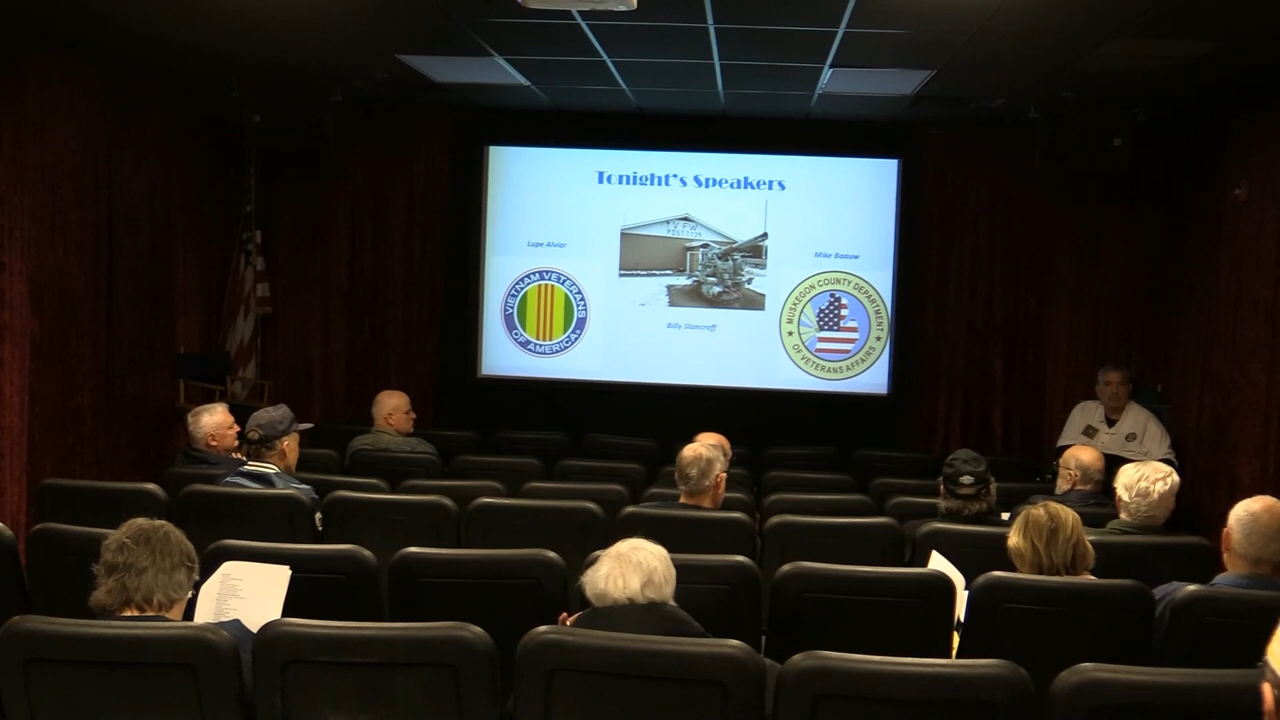 Tonight's Speakers
Lupe Alviar
VFW
Mike Baauw
VIETNAM VETERANS
OF AMERICA
Billy Stancroff
MUSKEGON COUNTY DEPARTMENT
OF VETERANS AFFAIRS